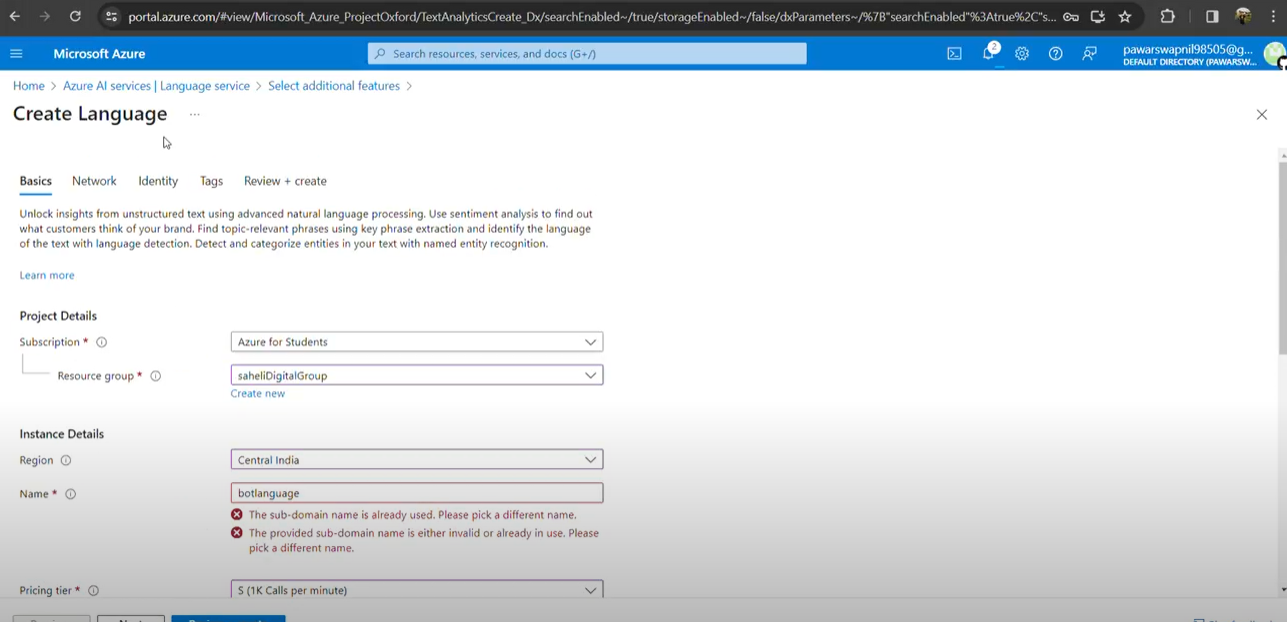 portal.azure.com/#view/Microsoft_Azure_ProjectOxford/TextAnalyticsCreate_Dx/searchEnabled~/true/storageEnabled~/false/dxParameters~/%7B"searchEnabled"%3Atrue%2C"s...
Microsoft Azure
Search resources, services, and docs (G+/)
2
pawarswapnil98505@g...
DEFAULT DIRECTORY (PAWARSW...
Home > Azure AI services | Language service > Select additional features >
Create Language ...
Basics Network Identity Tags Review + create
Unlock insights from unstructured text using advanced natural language processing. Use sentiment analysis to find out
what customers think of your brand. Find topic-relevant phrases using key phrase extraction and identify the language
of the text with language detection. Detect and categorize entities in your text with named entity recognition.
Learn more
Project Details
Subscription * Azure for Students
Resource group * saheliDigitalGroup
Create new
Instance Details
Region Central India
Name * botlanguage
The sub-domain name is already used. Please pick a different name.
The provided sub-domain name is either invalid or already in use. Please
pick a different name.
Pricing tier * S (1K Calls per minute)